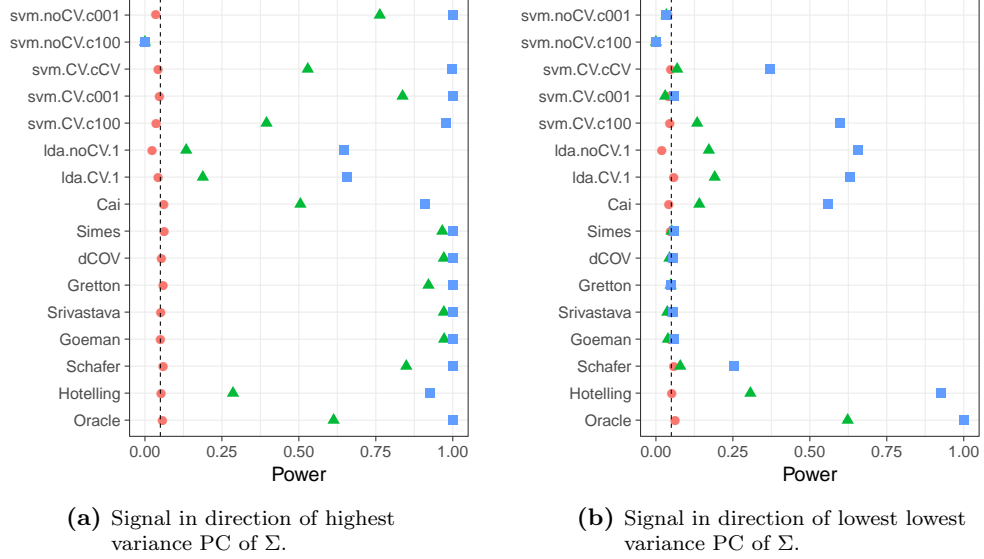 svm.noCV.c001
svm.noCV.c100
svm.CV.cCV
svm.CV.c001
svm.CV.c100
lda.noCV.1
lda.CV.1
Cai
Simes
dCOV
Gretton
Srivastava
Goeman
Schafer
Hotelling
Oracle
0.00 0.25 0.50 0.75 1.00
Power
(a) Signal in direction of highest
variance PC of Σ.
svm.noCV.c001
svm.noCV.c100
svm.CV.cCV
svm.CV.c001
svm.CV.c100
lda.noCV.1
lda.CV.1
Cai
Simes
dCOV
Gretton
Srivastava
Goeman
Schafer
Hotelling
Oracle
0.00 0.25 0.50 0.75 1.00
Power
(b) Signal in direction of lowest lowest
variance PC of Σ.